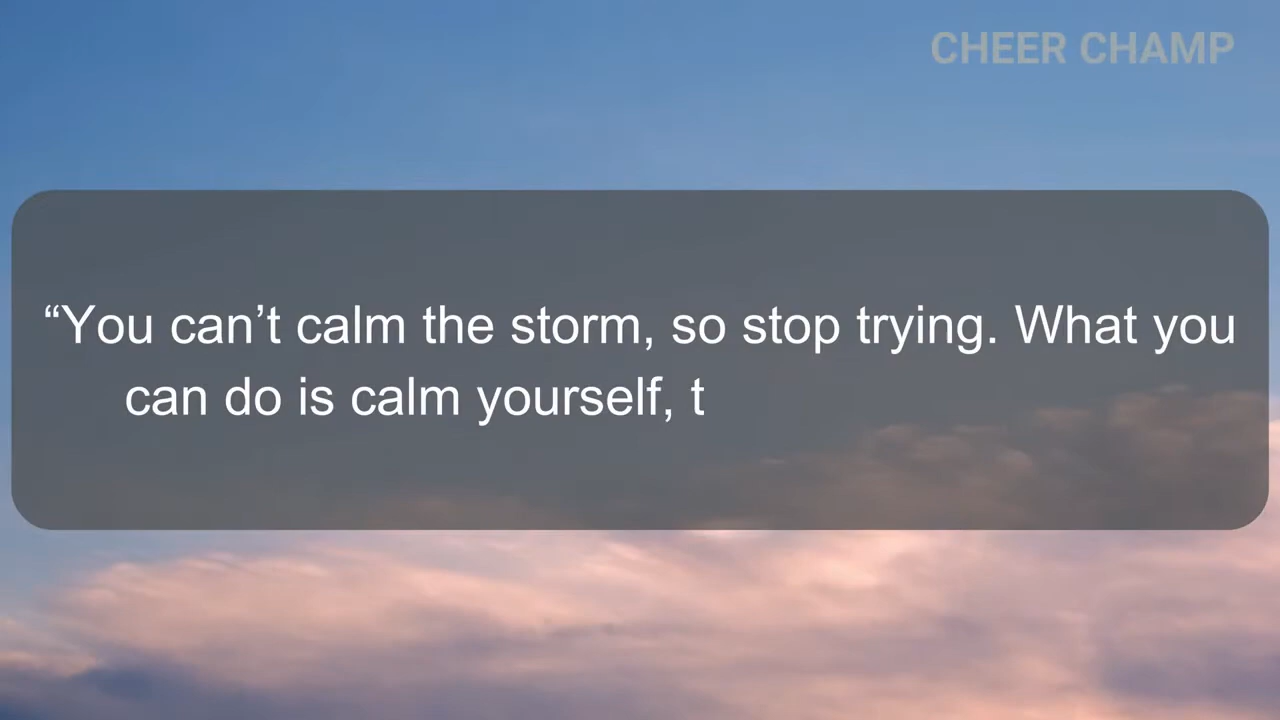 CHEER CHAMP
“You can’t calm the storm, so stop trying. What you
can do is calm yourself, t